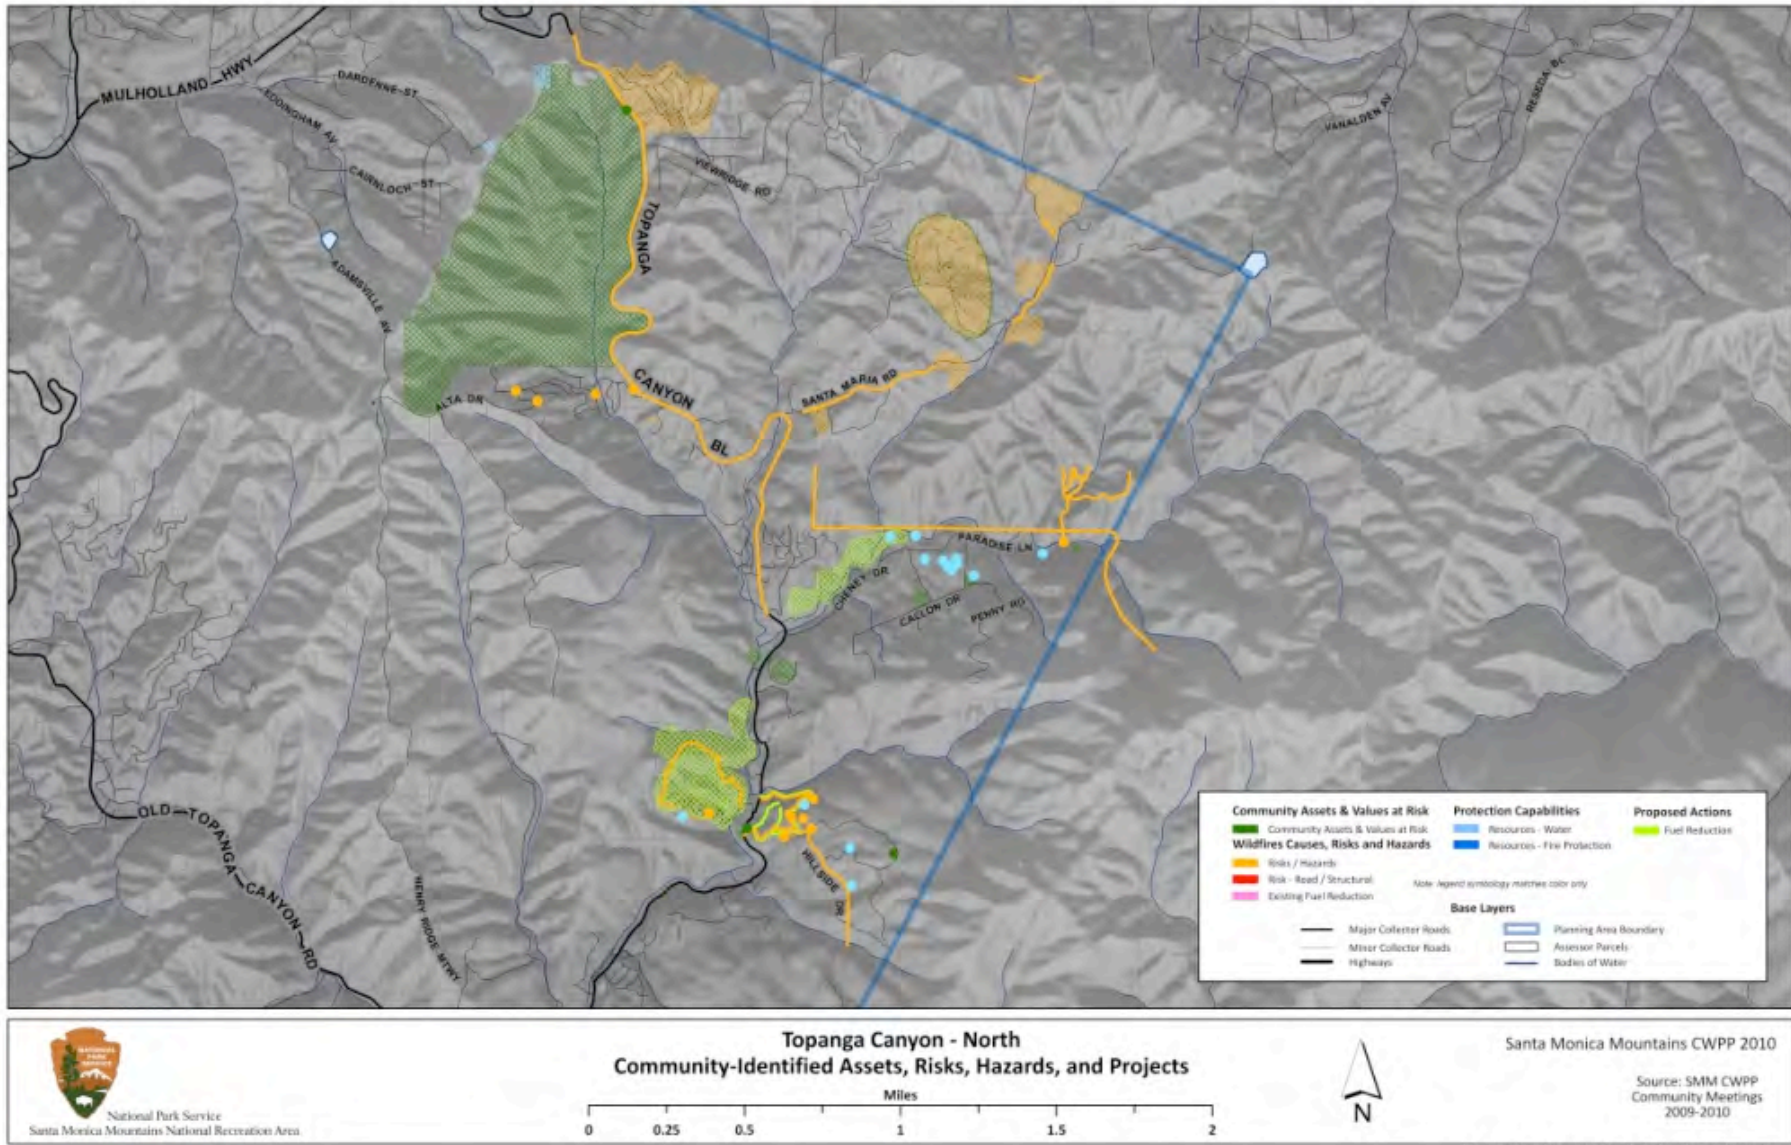 MULHOLLAND HWY
DARDENNE ST
EDDINGHAM AV
CAIRNLOCH ST
ADAMSVILLE AV
VIEWRIDGE RD
VANALDEN AV
RESEDA BL
TOPANGA
CANYON
BL
SANTA MARIA RD
ALTA DR
PARADISE LN
CHENEY DR
CALLON DR
PENNY RD
HILLSIDE DR
OLD TOPANGA CANYON RD
HENRY RIDGE MTWY
Community Assets & Values at Risk
Community Assets & Values at Risk
Wildfires Causes, Risks and Hazards
Risks / Hazards
Risk - Road / Structural
Existing Fuel Reduction
Protection Capabilities
Resources - Water
Resources - Fire Protection
Proposed Actions
Fuel Reduction
Note: legend symbology matches color only
Base Layers
Major Collector Roads
Minor Collector Roads
Highways
Planning Area Boundary
Assessor Parcels
Bodies of Water
NATIONAL
PARK
SERVICE
National Park Service
Santa Monica Mountains National Recreation Area
Topanga Canyon - North
Community-Identified Assets, Risks, Hazards, and Projects
Miles
0 0.25 0.5 1 1.5 2
N
Santa Monica Mountains CWPP 2010
Source: SMM CWPP
Community Meetings
2009-2010